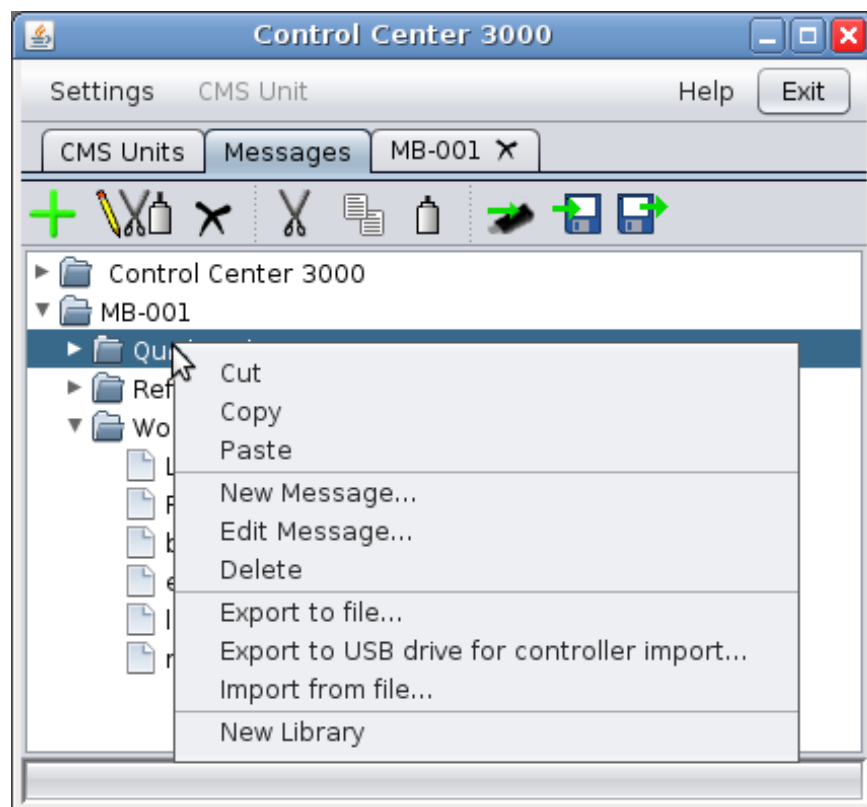 Control Center 3000
Settings CMS Unit Help Exit
CMS Units Messages MB-001
Control Center 3000
MB-001
Cut
Copy
Paste
New Message...
Edit Message...
Delete
Export to file...
Export to USB drive for controller import...
Import from file...
New Library